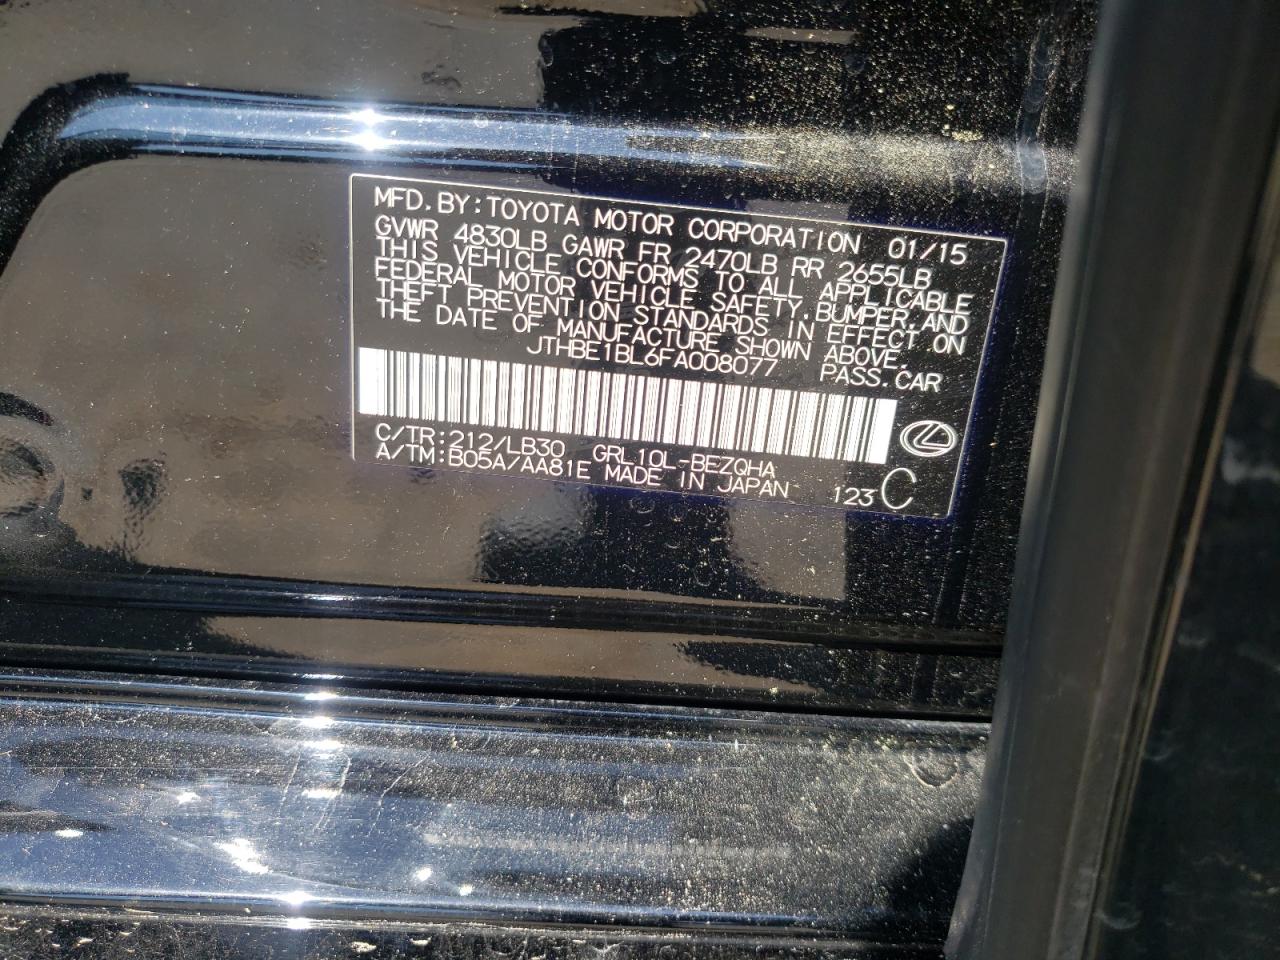 MFD. BY: TOYOTA MOTOR CORPORATION 01/15
GVWR 4830LB GAWR FR 2470LB RR 2655LB
THIS VEHICLE CONFORMS TO ALL APPLICABLE
FEDERAL MOTOR VEHICLE SAFETY, BUMPER, AND
THEFT PREVENTION STANDARDS IN EFFECT ON
THE DATE OF MANUFACTURE SHOWN ABOVE.
JTHBE1BL6FA008077 PASS. CAR
C/TR: 212/LB30 GRL10L-BEZQHA
A/TM: B05A/AA81E MADE IN JAPAN 123 C